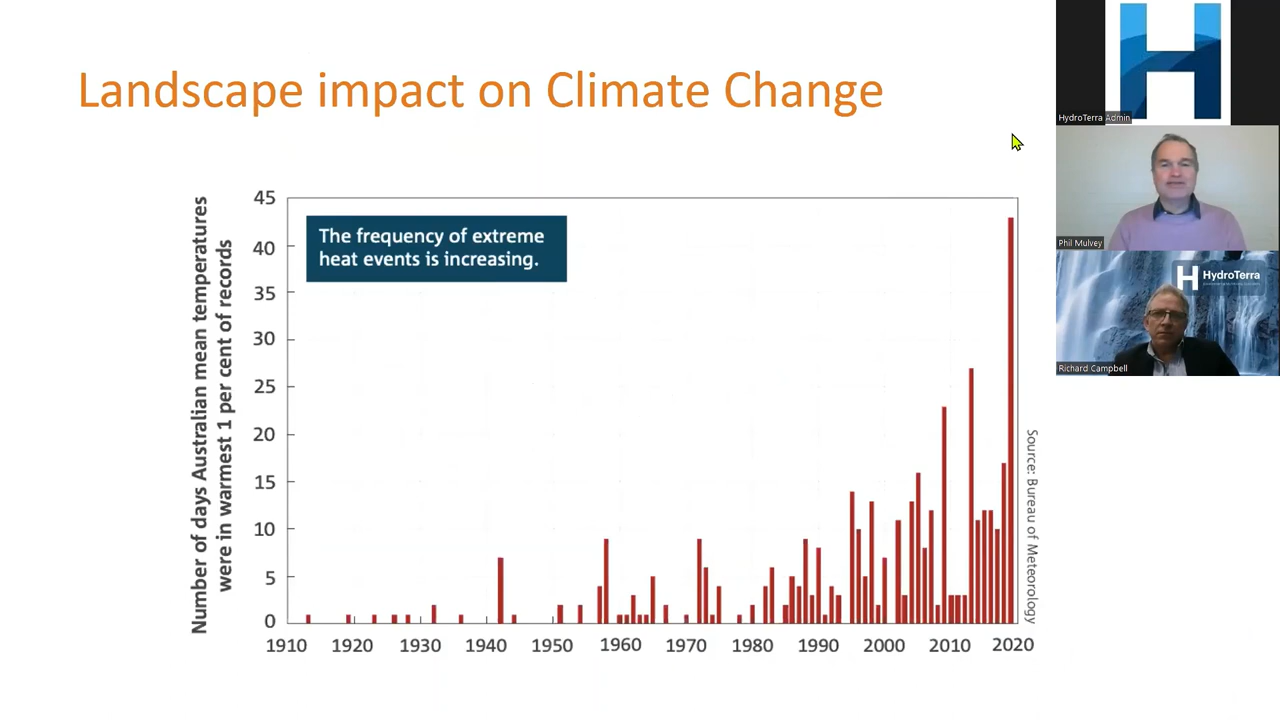 Landscape impact on Climate Change
The frequency of extreme
heat events is increasing.
Number of days Australian mean temperatures
were in warmest 1 per cent of records
45
40
35
30
25
20
15
10
5
0
1910 1920 1930 1940 1950 1960 1970 1980 1990 2000 2010 2020
Source: Bureau of Meteorology
H
HydroTerra Admin
Phil Mulvey
H HydroTerra
Richard Campbell